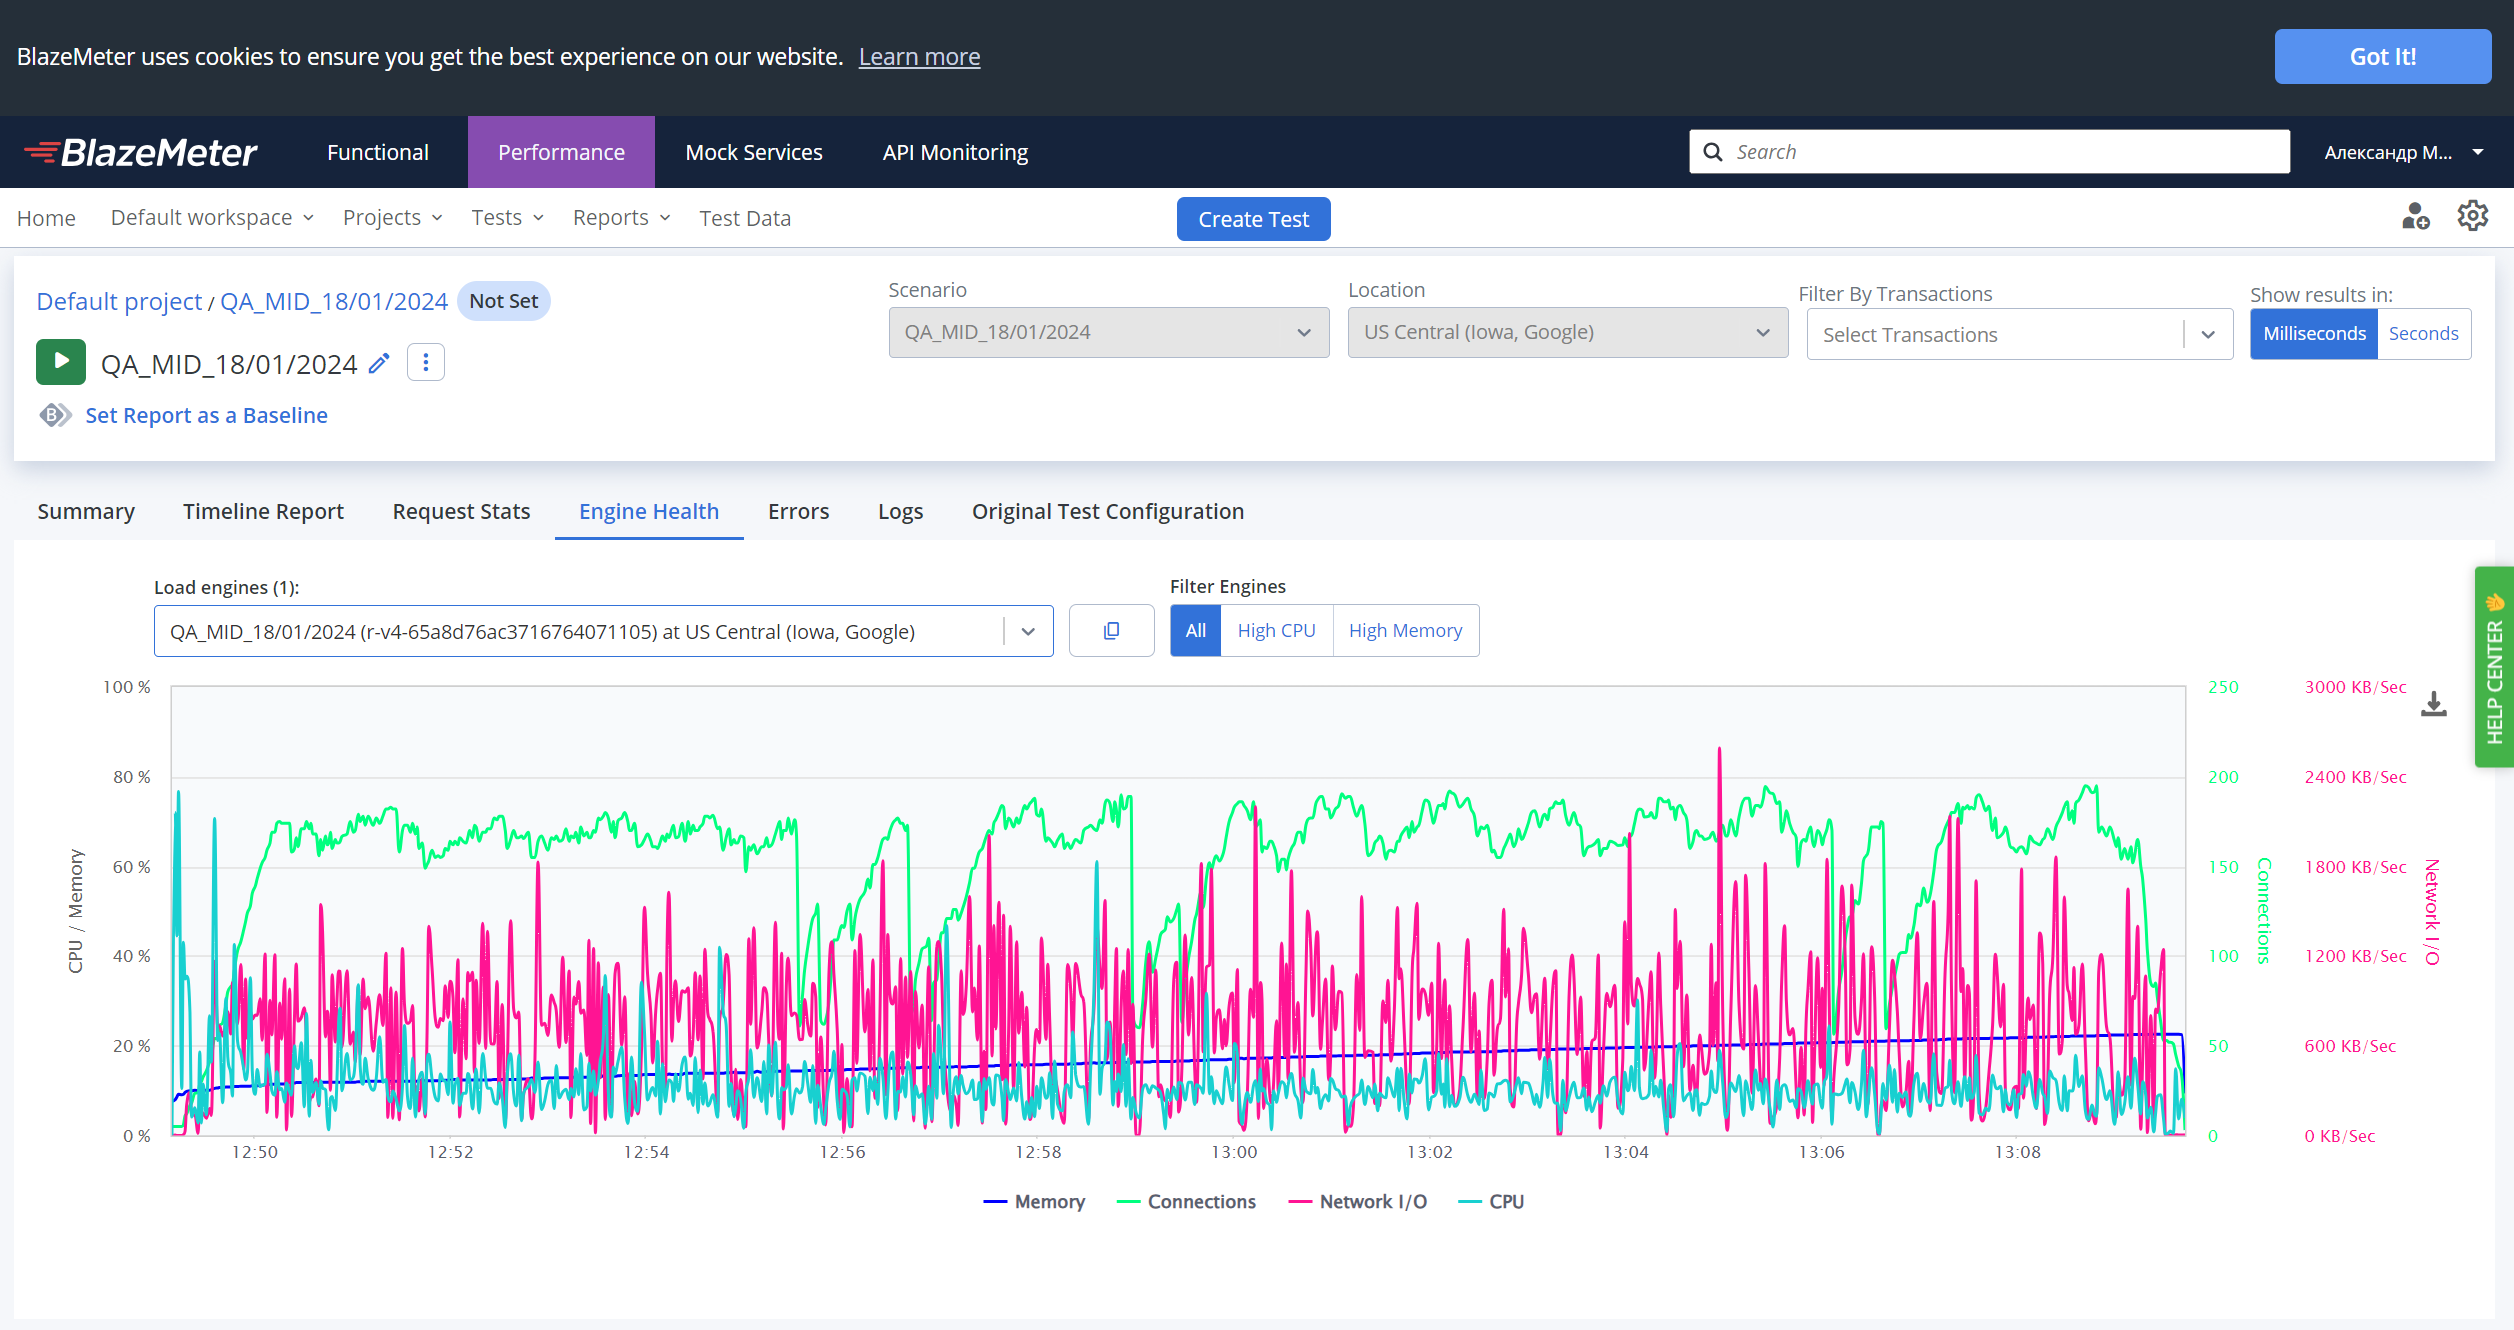 BlazeMeter uses cookies to ensure you get the best experience on our website. Learn more
Got It!
BlazeMeter
Functional
Performance
Mock Services
API Monitoring
Search
Александр М...
Home
Default workspace
Projects
Tests
Reports
Test Data
Create Test
Default project / QA_MID_18/01/2024
Not Set
QA_MID_18/01/2024
B
Set Report as a Baseline
Scenario
QA_MID_18/01/2024
Location
US Central (Iowa, Google)
Filter By Transactions
Select Transactions
Show results in:
Milliseconds
Seconds
Summary
Timeline Report
Request Stats
Engine Health
Errors
Logs
Original Test Configuration
Load engines (1):
QA_MID_18/01/2024 (r-v4-65a8d76ac3716764071105) at US Central (Iowa, Google)
Filter Engines
All
High CPU
High Memory
HELP CENTER
CPU / Memory
100 %
80 %
60 %
40 %
20 %
0 %
250
200
150
100
50
0
Connections
3000 KB/Sec
2400 KB/Sec
1800 KB/Sec
1200 KB/Sec
600 KB/Sec
0 KB/Sec
Network I/O
12:50
12:52
12:54
12:56
12:58
13:00
13:02
13:04
13:06
13:08
Memory
Connections
Network I/O
CPU